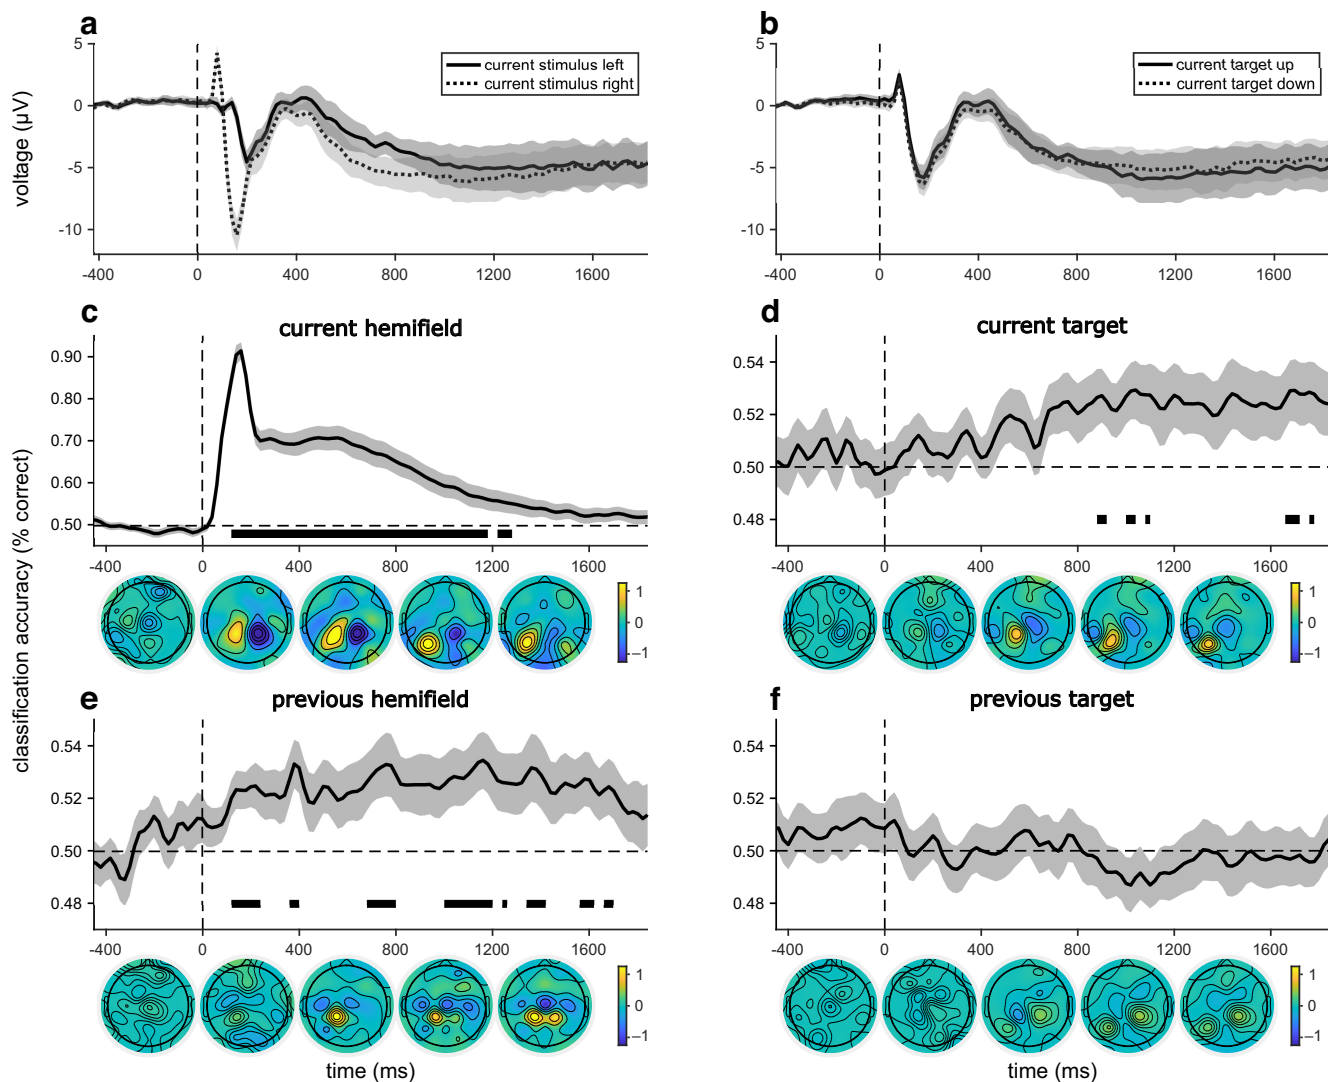 a
5
0
-5
-10
voltage (μV)
current stimulus left
current stimulus right
-400 0 400 800 1200 1600
b
5
0
-5
-10
current target up
current target down
-400 0 400 800 1200 1600
c
current hemifield
0.90
0.80
0.70
0.60
0.50
-400 0 400 800 1200 1600
1
0
−1
d
current target
0.54
0.52
0.50
0.48
-400 0 400 800 1200 1600
1
0
−1
classification accuracy (% correct)
e
previous hemifield
0.54
0.52
0.50
0.48
-400 0 400 800 1200 1600
1
0
−1
time (ms)
f
previous target
0.54
0.52
0.50
0.48
-400 0 400 800 1200 1600
1
0
−1
time (ms)